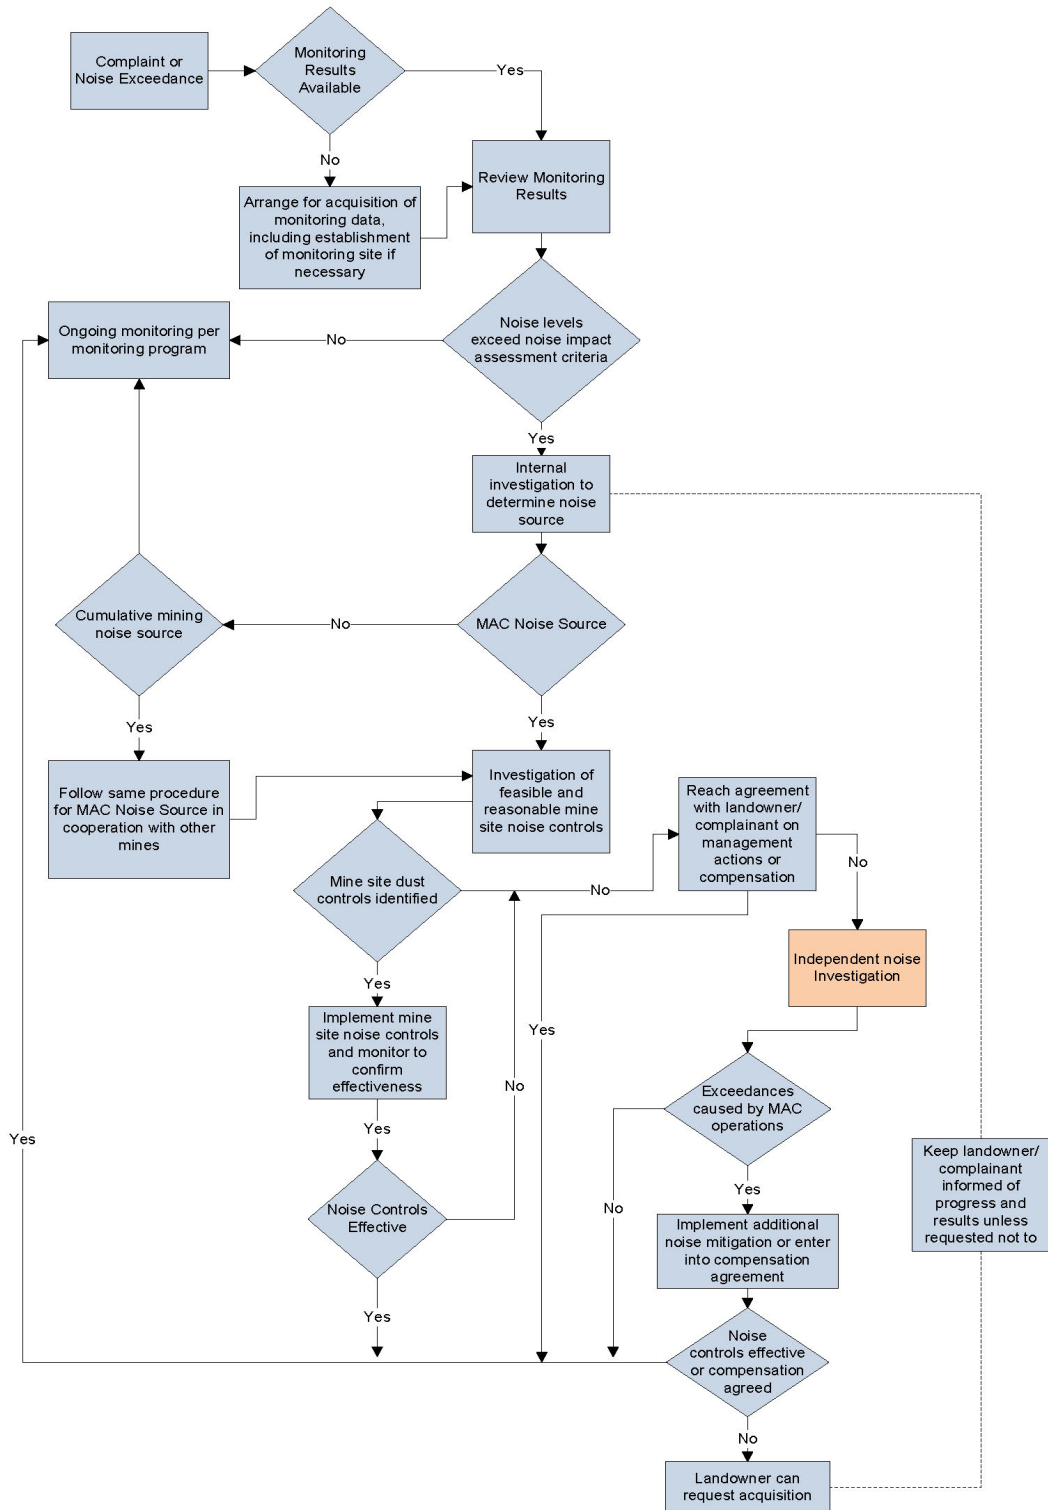 Complaint or
Noise Exceedance
Monitoring
Results
Available
Yes
No
Arrange for acquisition of
monitoring data,
including establishment
of monitoring site if
necessary
Review Monitoring
Results
Ongoing monitoring per
monitoring program
No
Noise levels
exceed noise impact
assessment criteria
Yes
Internal
investigation to
determine noise
source
Cumulative mining
noise source
No
MAC Noise Source
Yes
Yes
Follow same procedure
for MAC Noise Source in
cooperation with other
mines
Investigation of
feasible and
reasonable mine
site noise controls
Reach agreement
with landowner/
complainant on
management
actions or
compensation
Mine site dust
controls identified
No
No
Independent noise
Investigation
Yes
Implement mine
site noise controls
and monitor to
confirm
effectiveness
Yes
No
Exceedances
caused by MAC
operations
Yes
Yes
Keep landowner/
complainant
informed of
progress and
results unless
requested not to
Noise Controls
Effective
No
Yes
Implement additional
noise mitigation or enter
into compensation
agreement
Yes
Noise
controls effective
or compensation
agreed
No
Landowner can
request acquisition